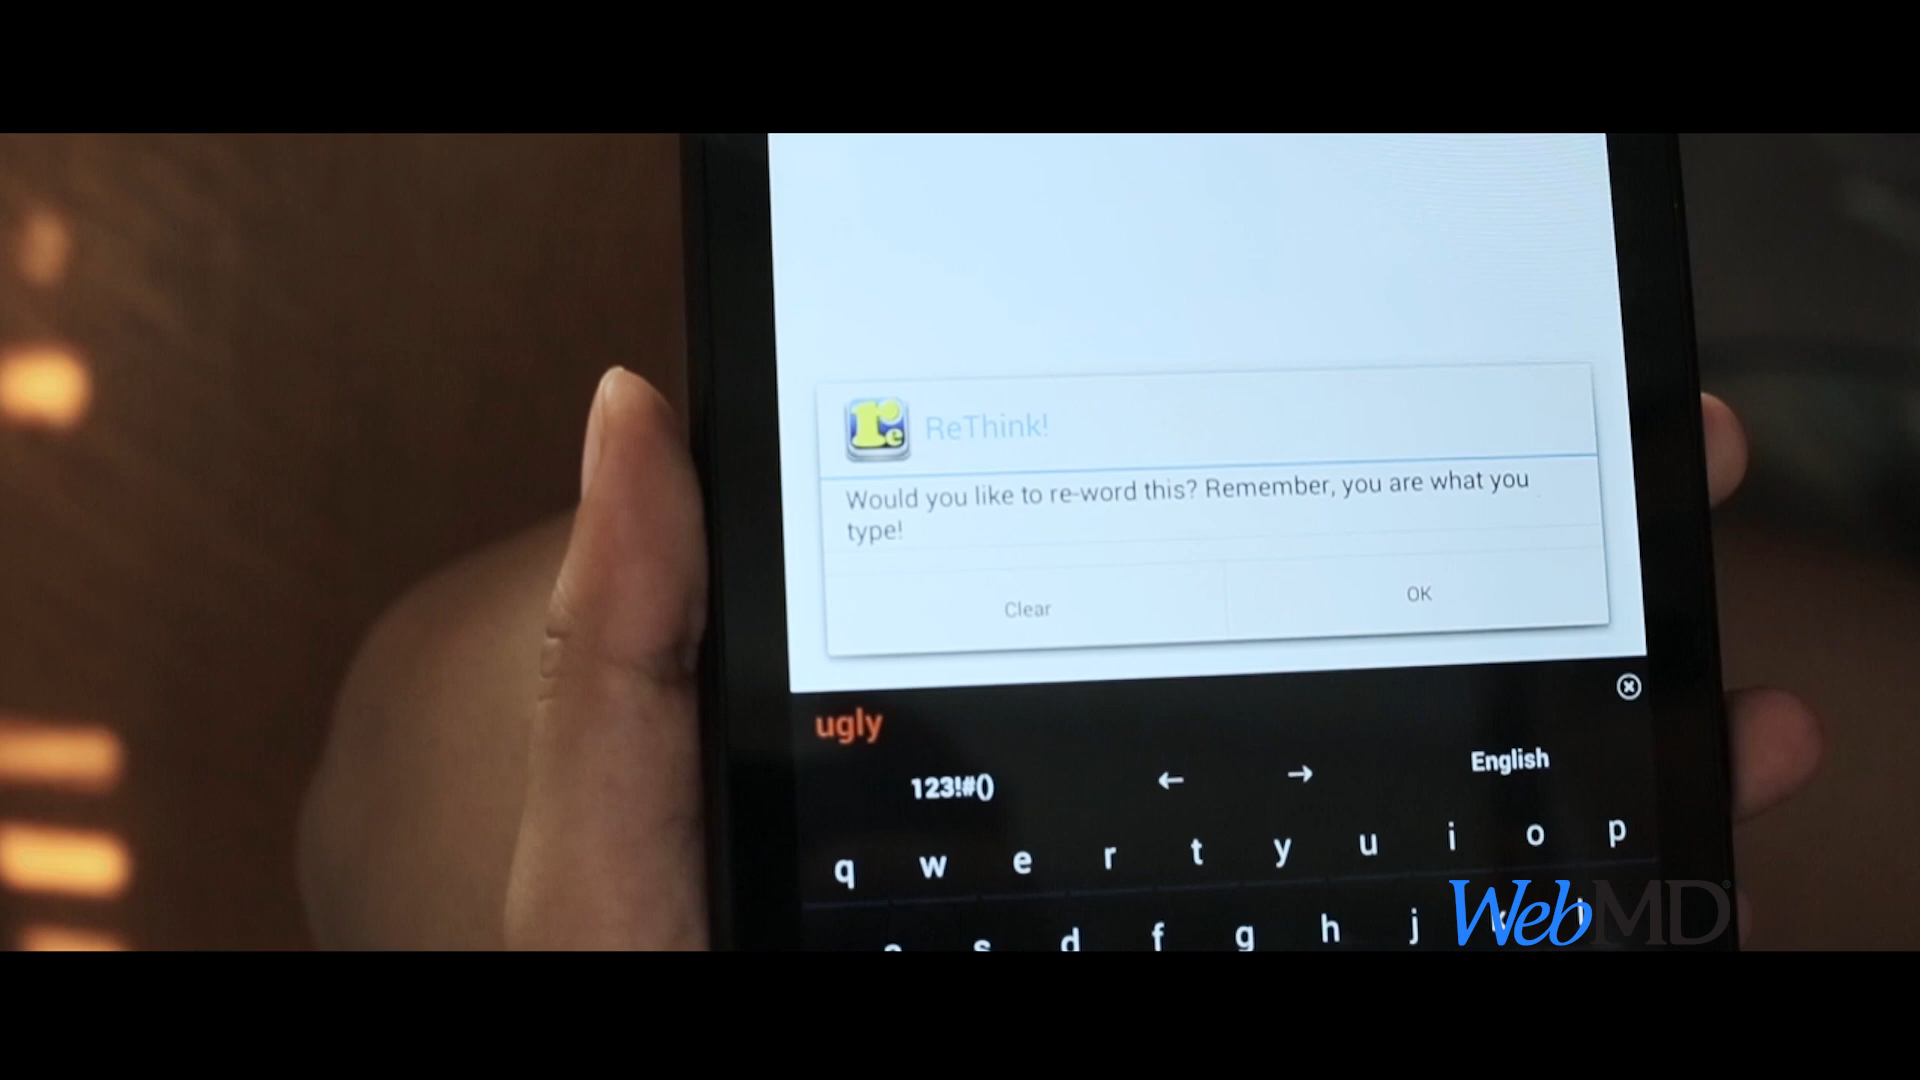 re
ReThink!
Would you like to re-word this? Remember, you are what you
type!
Clear
OK
ugly
123!#() ← → English
q w e r t y u i o p
d f g h j
WebMD